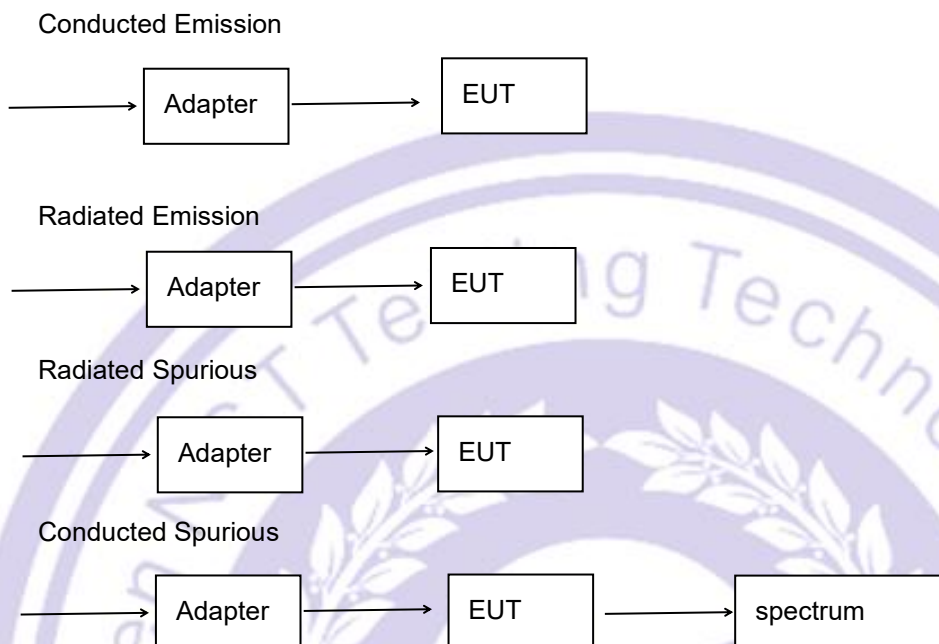 Conducted Emission
Adapter EUT
Radiated Emission
Adapter EUT
Radiated Spurious
Adapter EUT
Conducted Spurious
Adapter EUT spectrum